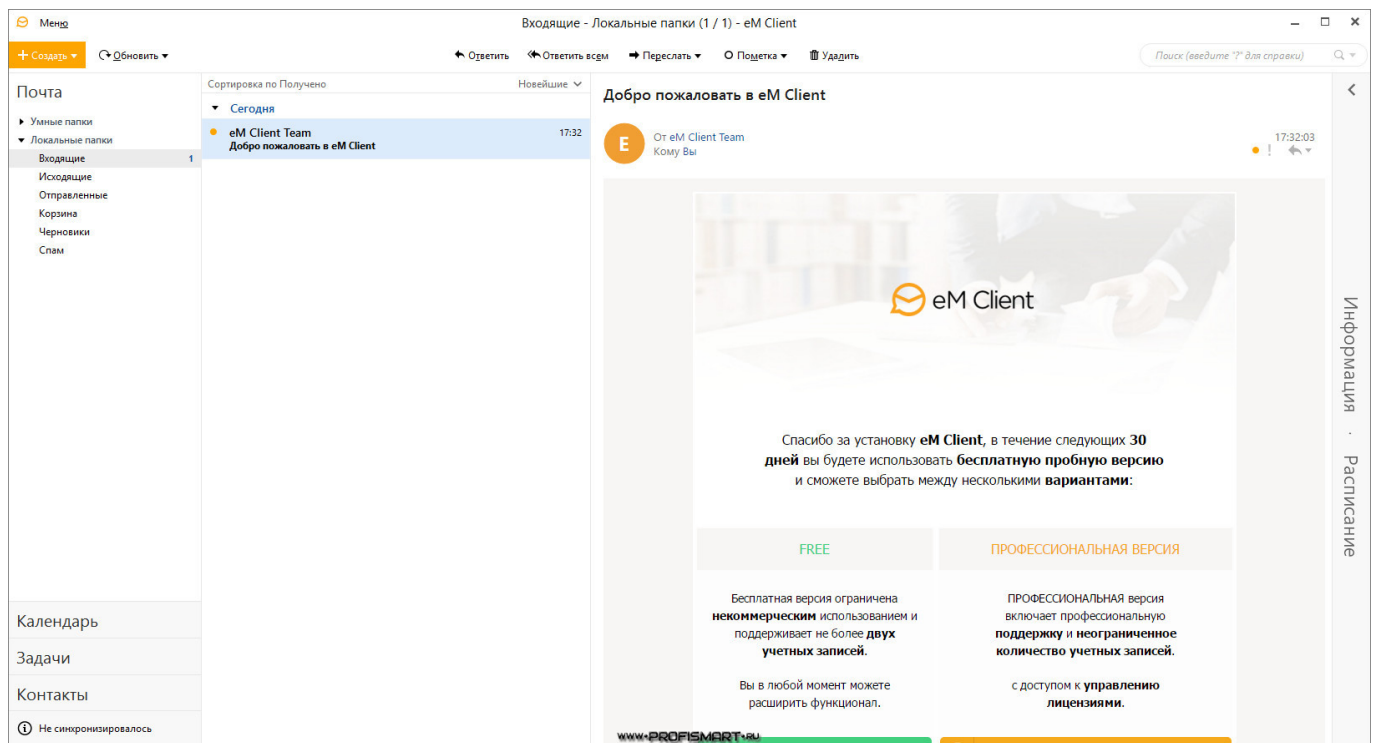 Меню
Входящие - Локальные папки (1 / 1) - eM Client
Создать
Обновить
Ответить
Ответить всем
Переслать
Пометка
Удалить
Поиск (введите "?" для справки)
Почта
Умные папки
Локальные папки
Входящие 1
Исходящие
Отправленные
Корзина
Черновики
Спам
Календарь
Задачи
Контакты
Не синхронизировалось
Сортировка по Получено Новейшие
Сегодня
eM Client Team 17:32
Добро пожаловать в eM Client
Добро пожаловать в eM Client
E
От eM Client Team
Кому Вы
17:32:03
eM Client
Спасибо за установку eM Client, в течение следующих 30
дней вы будете использовать бесплатную пробную версию
и сможете выбрать между несколькими вариантами:
FREE
Бесплатная версия ограничена
некоммерческим использованием и
поддерживает не более двух
учетных записей.
Вы в любой момент можете
расширить функционал.
ПРОФЕССИОНАЛЬНАЯ ВЕРСИЯ
ПРОФЕССИОНАЛЬНАЯ версия
включает профессиональную
поддержку и неограниченное
количество учетных записей.
с доступом к управлению
лицензиями.
Информация · Расписание
www.PROFISMART.RU